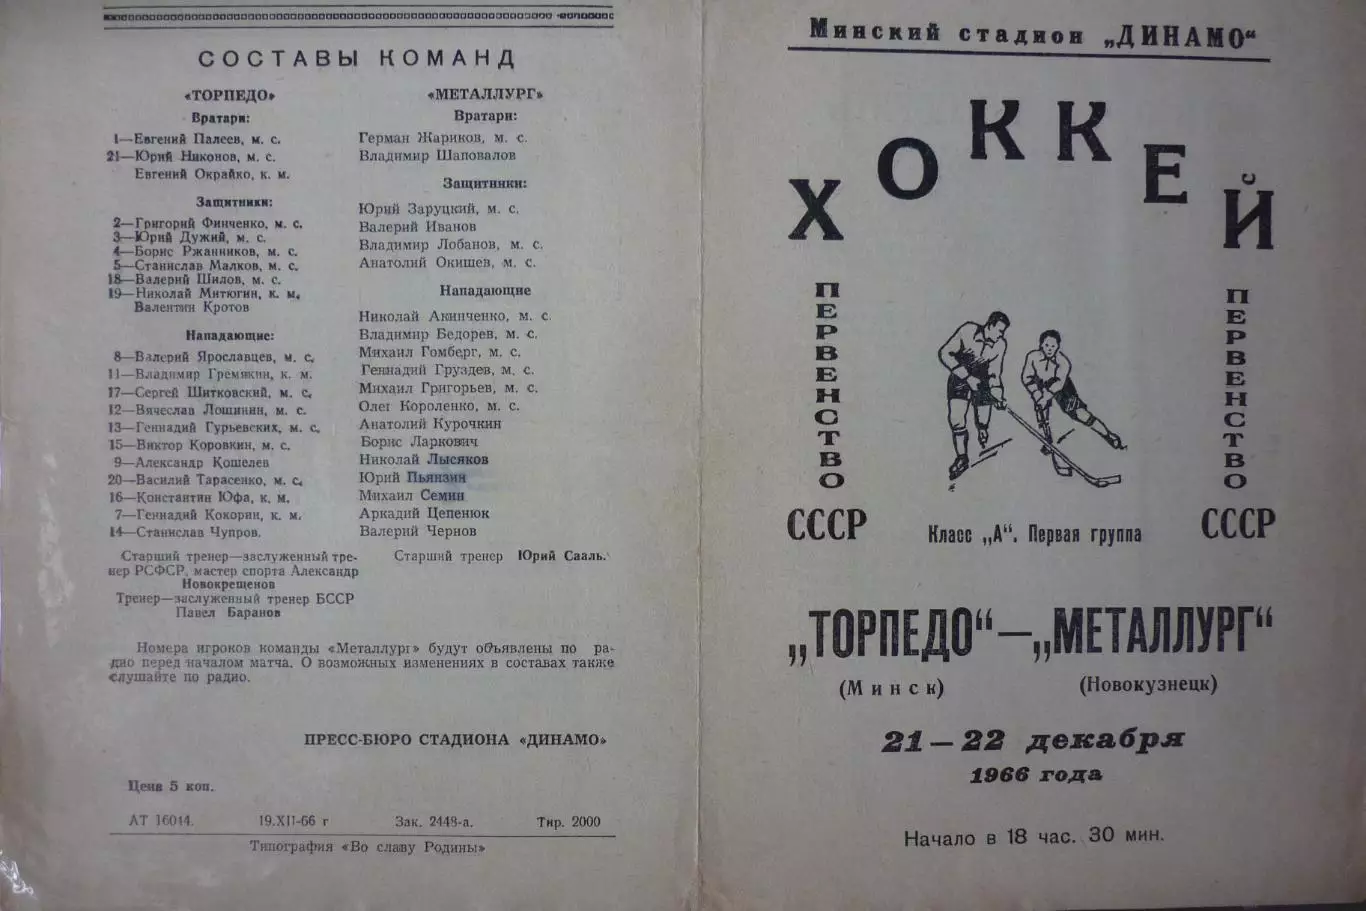 СОСТАВЫ КОМАНД
«ТОРПЕДО»
Вратари:
1—Евгений Палеев, м. с.
21—Юрий Никонов, м. с.
Евгений Окрайко, к. м.
Защитники:
2—Григорий Финченко, м. с.
3—Юрий Дужий, м. с.
4—Борис Ржанников, м. с.
5—Станислав Малков, м. с.
18—Валерий Шилов, м. с.
19—Николай Митюгин, к. м.
Валентин Кротов
Нападающие:
8—Валерий Ярославцев, м. с.
11—Владимир Гремякин, к. м.
17—Сергей Шитковский, м. с.
12—Вячеслав Лошинин, м. с.
13—Геннадий Гурьевских, м. с.
15—Виктор Коровкин, м. с.
9—Александр Кошелев
20—Василий Тарасенко, м. с.
16—Константин Юфа, к. м.
7—Геннадий Кокорин, к. м.
14—Станислав Чупров.
Старший тренер—заслуженный тре-
нер РСФСР, мастер спорта Александр
Новокрещенов
Тренер—заслуженный тренер БССР
Павел Баранов
«МЕТАЛЛУРГ»
Вратари:
Герман Жариков, м. с.
Владимир Шаповалов
Защитники:
Юрий Заруцкий, м. с.
Валерий Иванов
Владимир Лобанов, м. с.
Анатолий Окишев, м. с.
Нападающие
Николай Акинченко, м. с.
Владимир Бедорев, м. с.
Михаил Гомберг, м. с.
Геннадий Груздев, м. с.
Михаил Григорьев, м. с.
Олег Короленко, м. с.
Анатолий Курочкин
Борис Ларкович
Николай Лысяков
Юрий Пьянзин
Михаил Семин
Аркадий Цепенюк
Валерий Чернов
Старший тренер Юрий Сааль.
Номера игроков команды «Металлург» будут объявлены по ра-
дио перед началом матча. О возможных изменениях в составах также
слушайте по радио.
ПРЕСС-БЮРО СТАДИОНА «ДИНАМО»
Цена 5 коп.
АТ 16014. 19.XII-66 г Зак. 2448-а. Тир. 2000
Типография «Во славу Родины»
Минский стадион „ДИНАМО“
ХОККЕЙ
ПЕРВЕНСТВО
СССР
ПЕРВЕНСТВО
СССР
Класс „А“. Первая группа
„ТОРПЕДО“—„МЕТАЛЛУРГ“
(Минск) (Новокузнецк)
21—22 декабря
1966 года
Начало в 18 час. 30 мин.